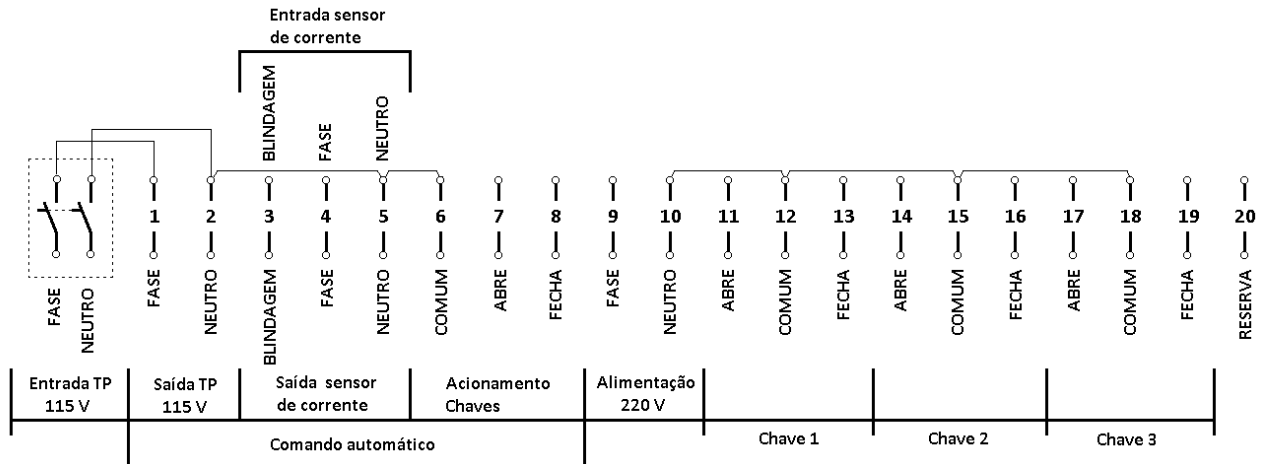 Entrada sensor
de corrente
BLINDAGEM
FASE
NEUTRO
1
2
3
4
5
6
7
8
9
10
11
12
13
14
15
16
17
18
19
20
FASE
NEUTRO
FASE
NEUTRO
BLINDAGEM
FASE
NEUTRO
COMUM
ABRE
FECHA
FASE
NEUTRO
ABRE
COMUM
FECHA
ABRE
COMUM
FECHA
ABRE
COMUM
FECHA
RESERVA
Entrada TP
115 V
Saída TP
115 V
Saída sensor
de corrente
Acionamento
Chaves
Alimentação
220 V
Comando automático
Chave 1
Chave 2
Chave 3